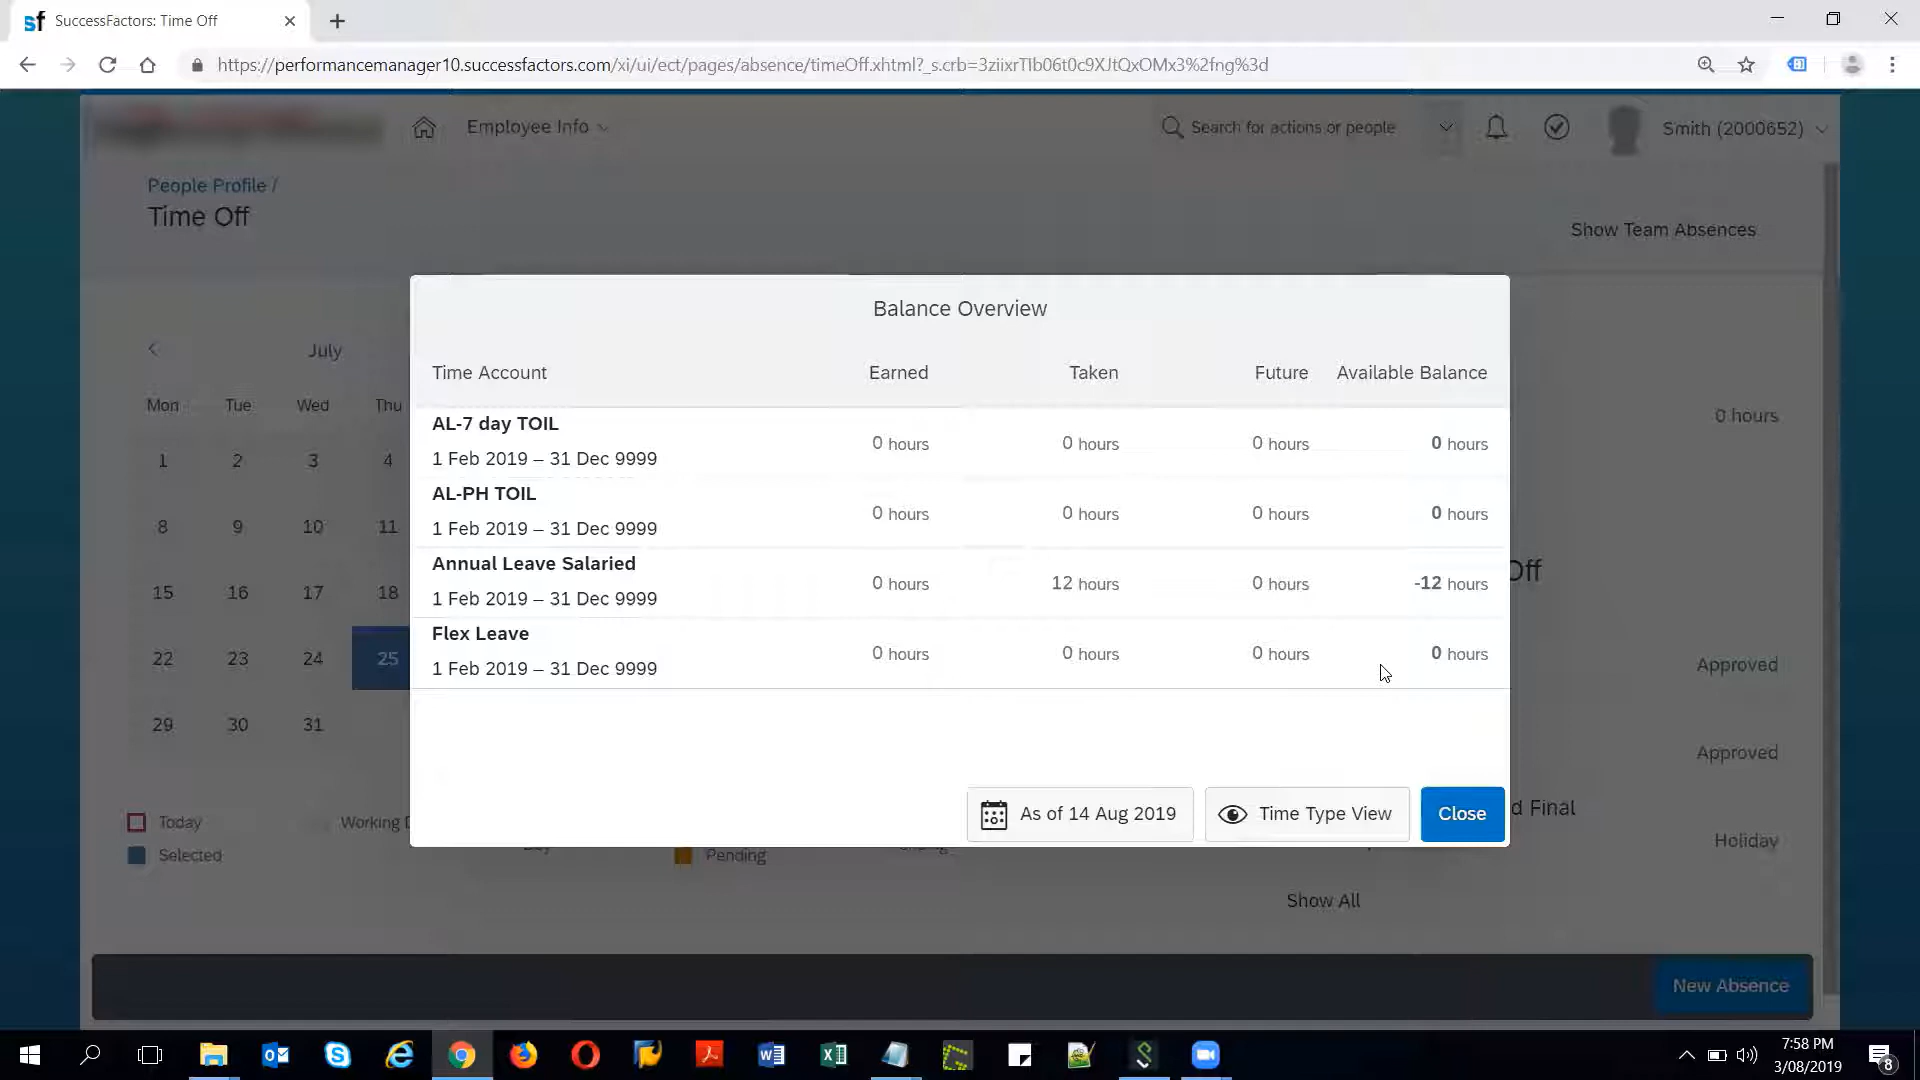 SuccessFactors: Time Off
https://performancemanager10.successfactors.com/xi/ui/ect/pages/absence/timeOff.xhtml?_s.crb=3ziixrTIb06t0c9XJtQxOMx3%2fng%3d
Employee Info
Search for actions or people
Smith (2000652)
People Profile /
Time Off
Show Team Absences
July
Mon Tue Wed Thu
1 2 3 4
8 9 10 11
15 16 17 18
22 23 24 25
29 30 31
Today
Selected
Pending
Balance Overview
Time Account Earned Taken Future Available Balance
AL-7 day TOIL
1 Feb 2019 – 31 Dec 9999
0 hours 0 hours 0 hours 0 hours
AL-PH TOIL
1 Feb 2019 – 31 Dec 9999
0 hours 0 hours 0 hours 0 hours
Annual Leave Salaried
1 Feb 2019 – 31 Dec 9999
0 hours 12 hours 0 hours -12 hours
Flex Leave
1 Feb 2019 – 31 Dec 9999
0 hours 0 hours 0 hours 0 hours
As of 14 Aug 2019
Time Type View
Close
0 hours
Off
Approved
Approved
d Final
Holiday
Show All
New Absence
7:58 PM
3/08/2019
8